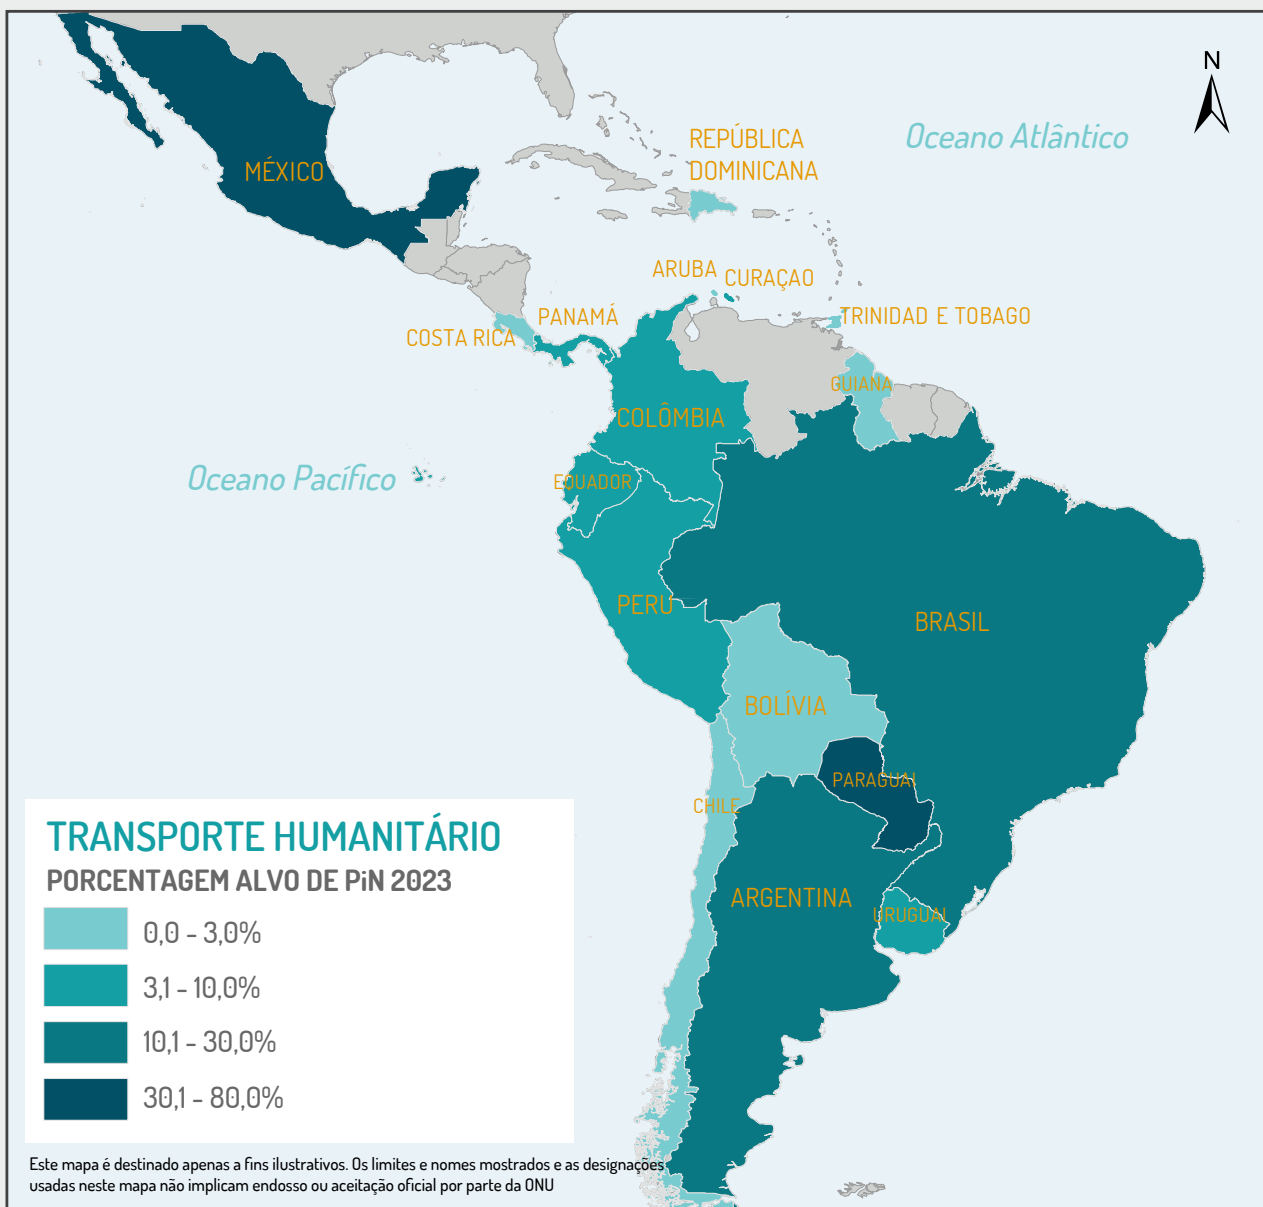 N
Oceano Atlântico
REPÚBLICA
DOMINICANA
MÉXICO
ARUBA
CURAÇAO
PANAMÁ
TRINIDAD E TOBAGO
COSTA RICA
GUIANA
COLÔMBIA
Oceano Pacífico
EQUADOR
PERU
BRASIL
BOLÍVIA
PARAGUAI
CHILE
ARGENTINA
URUGUAI
TRANSPORTE HUMANITÁRIO
PORCENTAGEM ALVO DE PiN 2023
0,0 - 3,0%
3,1 - 10,0%
10,1 - 30,0%
30,1 - 80,0%
Este mapa é destinado apenas a fins ilustrativos. Os limites e nomes mostrados e as designações
usadas neste mapa não implicam endosso ou aceitação oficial por parte da ONU